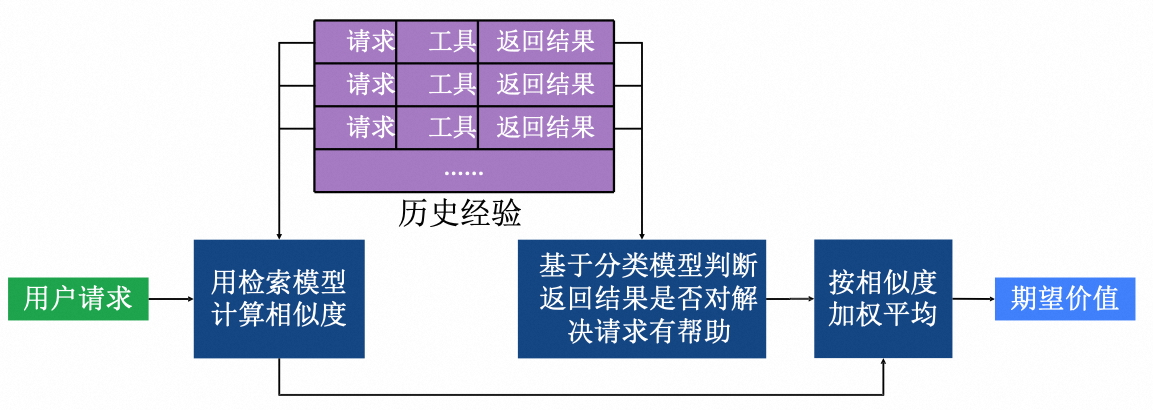 请求 工具 返回结果
请求 工具 返回结果
请求 工具 返回结果
......
历史经验
用户请求
用检索模型
计算相似度
基于分类模型判断
返回结果是否对解
决请求有帮助
按相似度
加权平均
期望价值